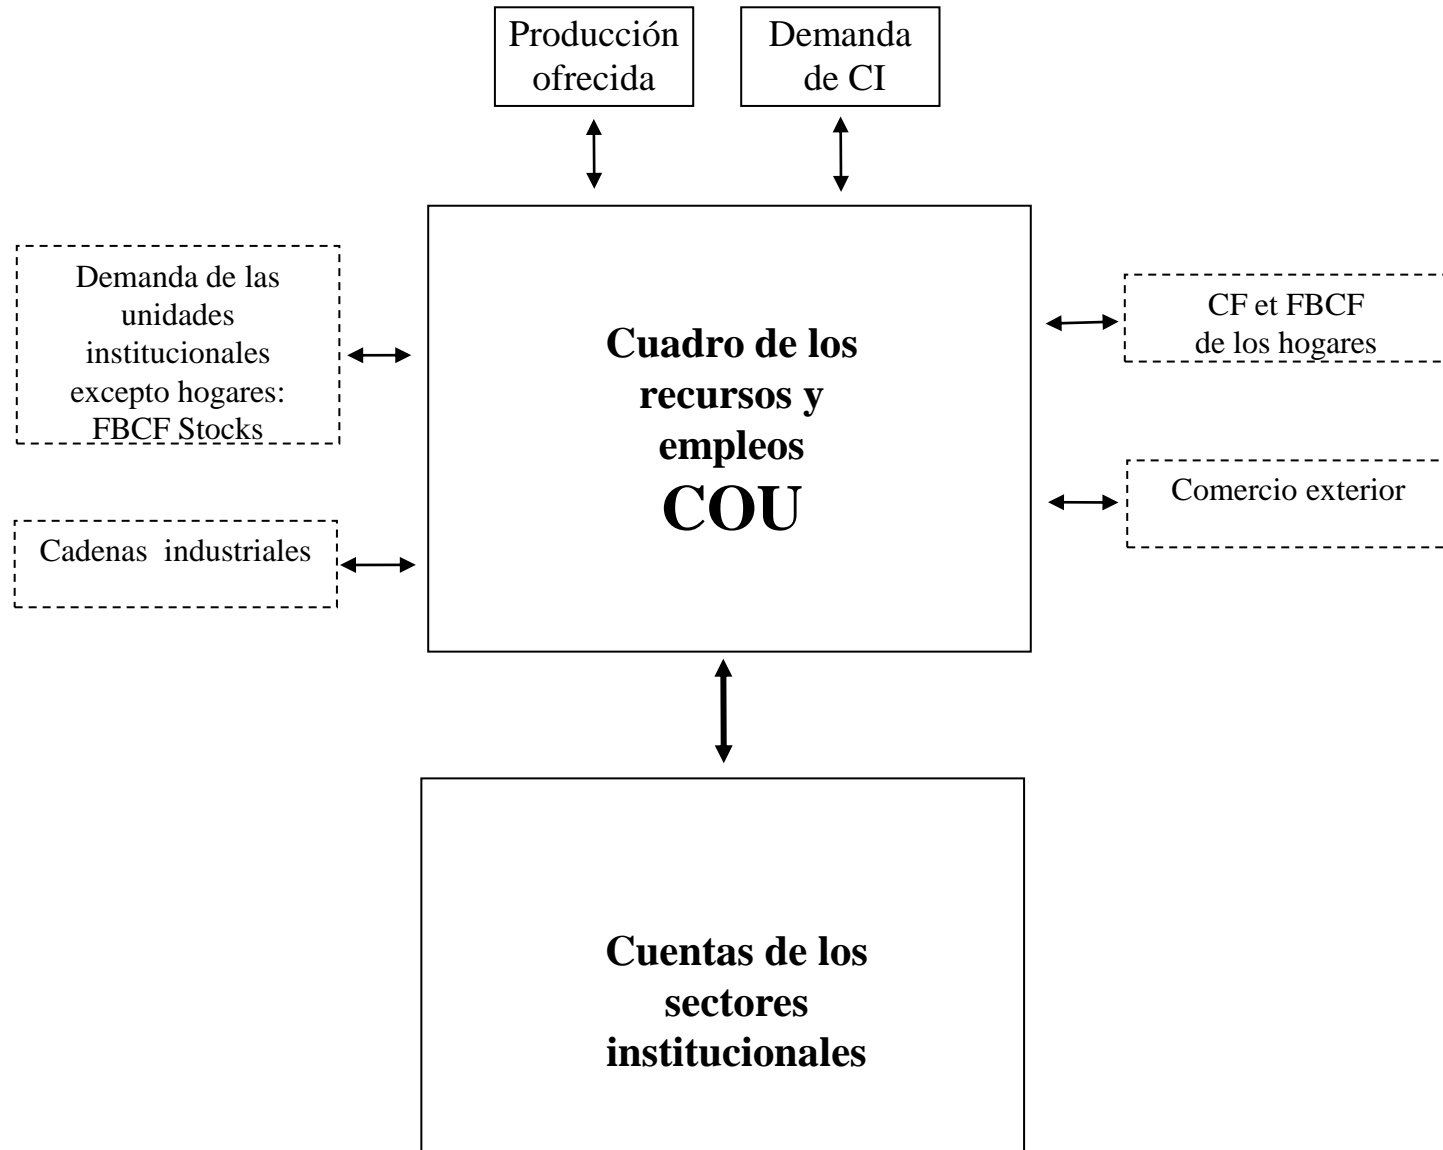 Producción
ofrecida
Demanda
de CI
Demanda de las
unidades
institucionales
excepto hogares:
FBCF Stocks
Cadenas industriales
Cuadro de los
recursos y
empleos
COU
CF et FBCF
de los hogares
Comercio exterior
Cuentas de los
sectores
institucionales